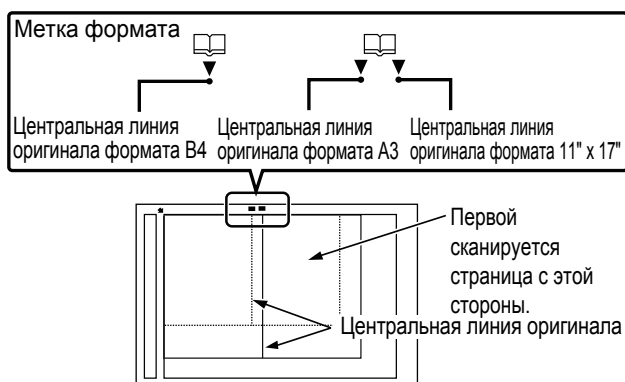 Метка формата
Центральная линия
оригинала формата B4
Центральная линия
оригинала формата A3
Центральная линия
оригинала формата 11" x 17"
Первой
сканируется
страница с этой
стороны.
Центральная линия оригинала